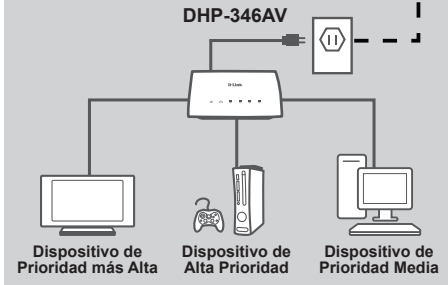 DHP-346AV
D-Link
Dispositivo de
Prioridad más Alta
Dispositivo de
Alta Prioridad
Dispositivo de
Prioridad Media